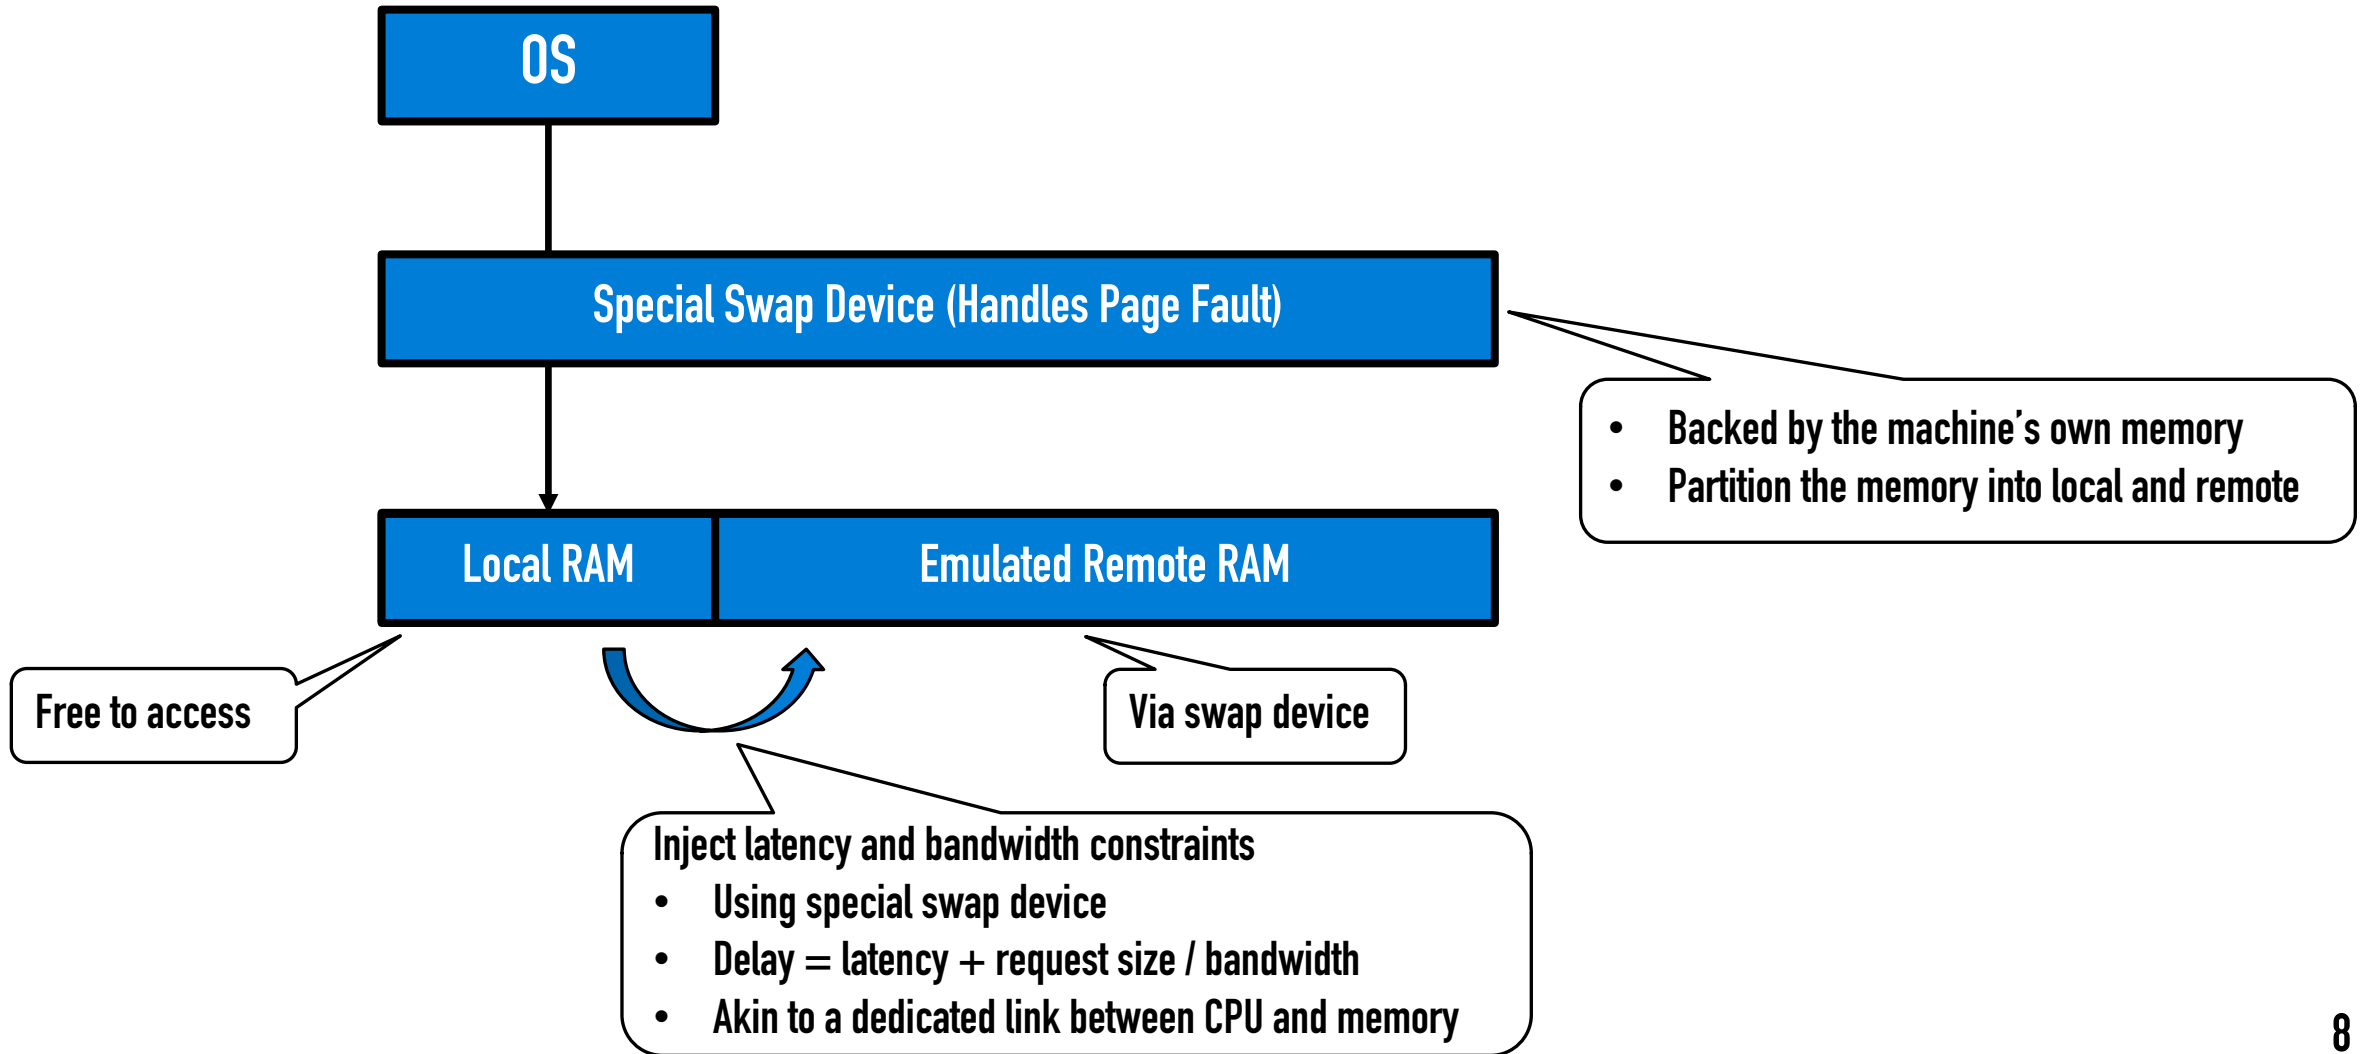 OS
Special Swap Device (Handles Page Fault)
• Backed by the machine’s own memory
• Partition the memory into local and remote
Local RAM
Emulated Remote RAM
Free to access
Via swap device
Inject latency and bandwidth constraints
• Using special swap device
• Delay = latency + request size / bandwidth
• Akin to a dedicated link between CPU and memory
8